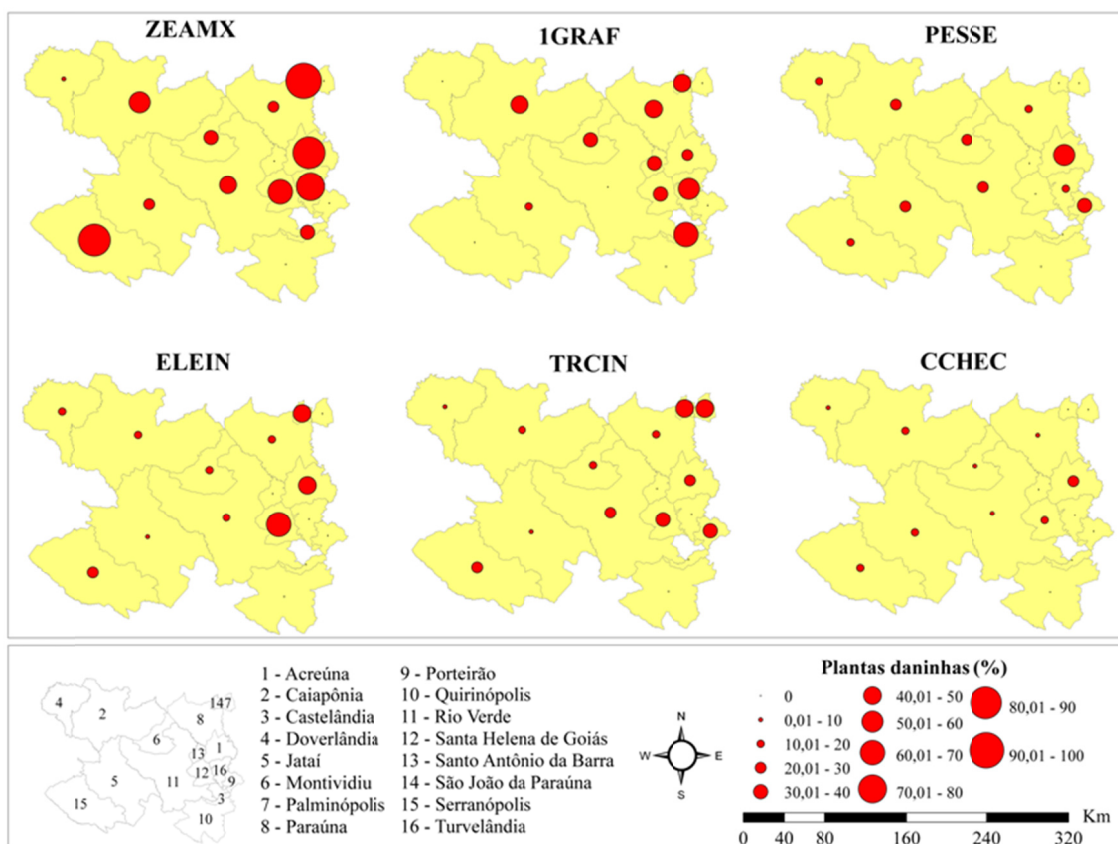 ZEAMX
1GRAF
PESSE
ELEIN
TRCIN
CCHEC
4
2
147
8
6
1
13
12
16
9
5
11
3
15
10
1 - Acreúna
2 - Caiapônia
3 - Castelândia
4 - Doverlândia
5 - Jataí
6 - Montividiu
7 - Palminópolis
8 - Paraúna
9 - Porteirão
10 - Quirinópolis
11 - Rio Verde
12 - Santa Helena de Goiás
13 - Santo Antônio da Barra
14 - São João da Paraúna
15 - Serranópolis
16 - Turvelândia
N
W
E
S
Plantas daninhas (%)
0
0,01 - 10
10,01 - 20
20,01 - 30
30,01 - 40
40,01 - 50
50,01 - 60
60,01 - 70
70,01 - 80
80,01 - 90
90,01 - 100
Km
0 40 80 160 240 320